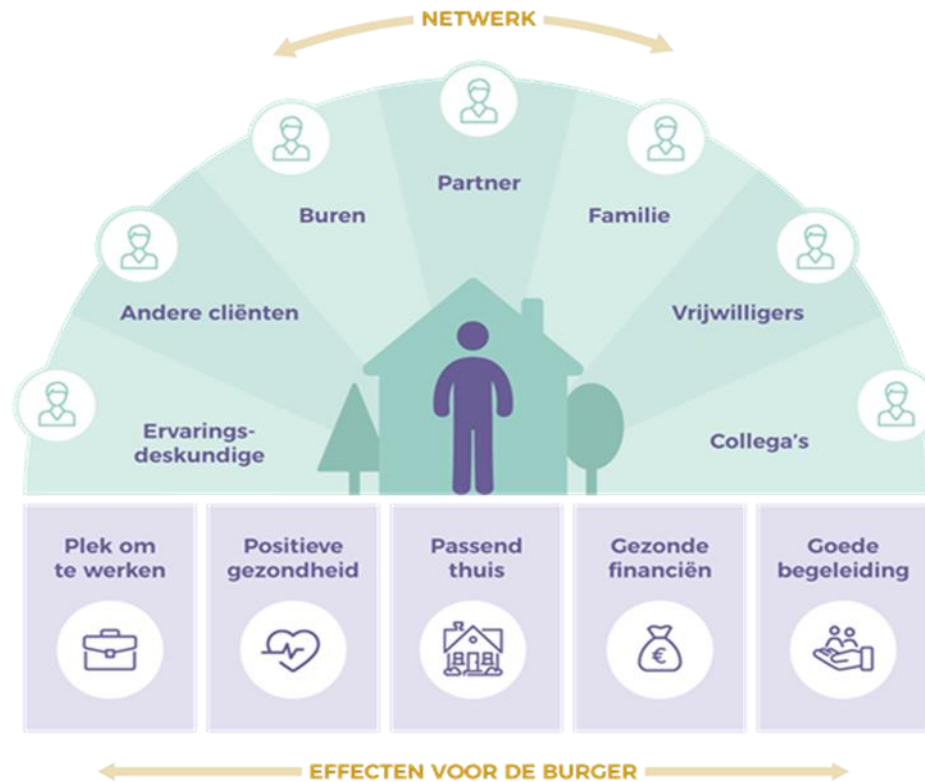 NETWERK
Partner
Buren
Familie
Andere cliënten
Vrijwilligers
Ervarings-
deskundige
Collega's
Plek om
te werken
Positieve
gezondheid
Passend
thuis
Gezonde
financiën
Goede
begeleiding
€
EFFECTEN VOOR DE BURGER